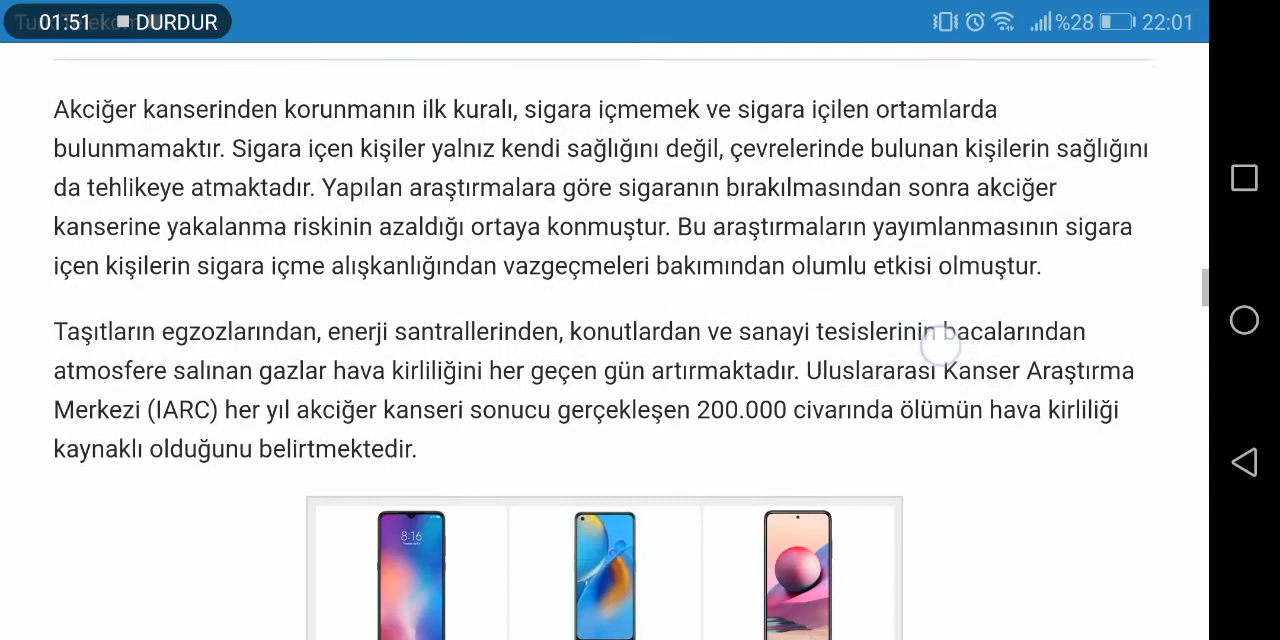 01:51 DURDUR
%28 22:01
Akciğer kanserinden korunmanın ilk kuralı, sigara içmemek ve sigara içilen ortamlarda
bulunmamaktır. Sigara içen kişiler yalnız kendi sağlığını değil, çevrelerinde bulunan kişilerin sağlığını
da tehlikeye atmaktadır. Yapılan araştırmalara göre sigaranın bırakılmasından sonra akciğer
kanserine yakalanma riskinin azaldığı ortaya konmuştur. Bu araştırmaların yayımlanmasının sigara
içen kişilerin sigara içme alışkanlığından vazgeçmeleri bakımından olumlu etkisi olmuştur.
Taşıtların egzozlarından, enerji santrallerinden, konutlardan ve sanayi tesislerinin bacalarından
atmosfere salınan gazlar hava kirliliğini her geçen gün artırmaktadır. Uluslararası Kanser Araştırma
Merkezi (IARC) her yıl akciğer kanseri sonucu gerçekleşen 200.000 civarında ölümün hava kirliliği
kaynaklı olduğunu belirtmektedir.
8:16